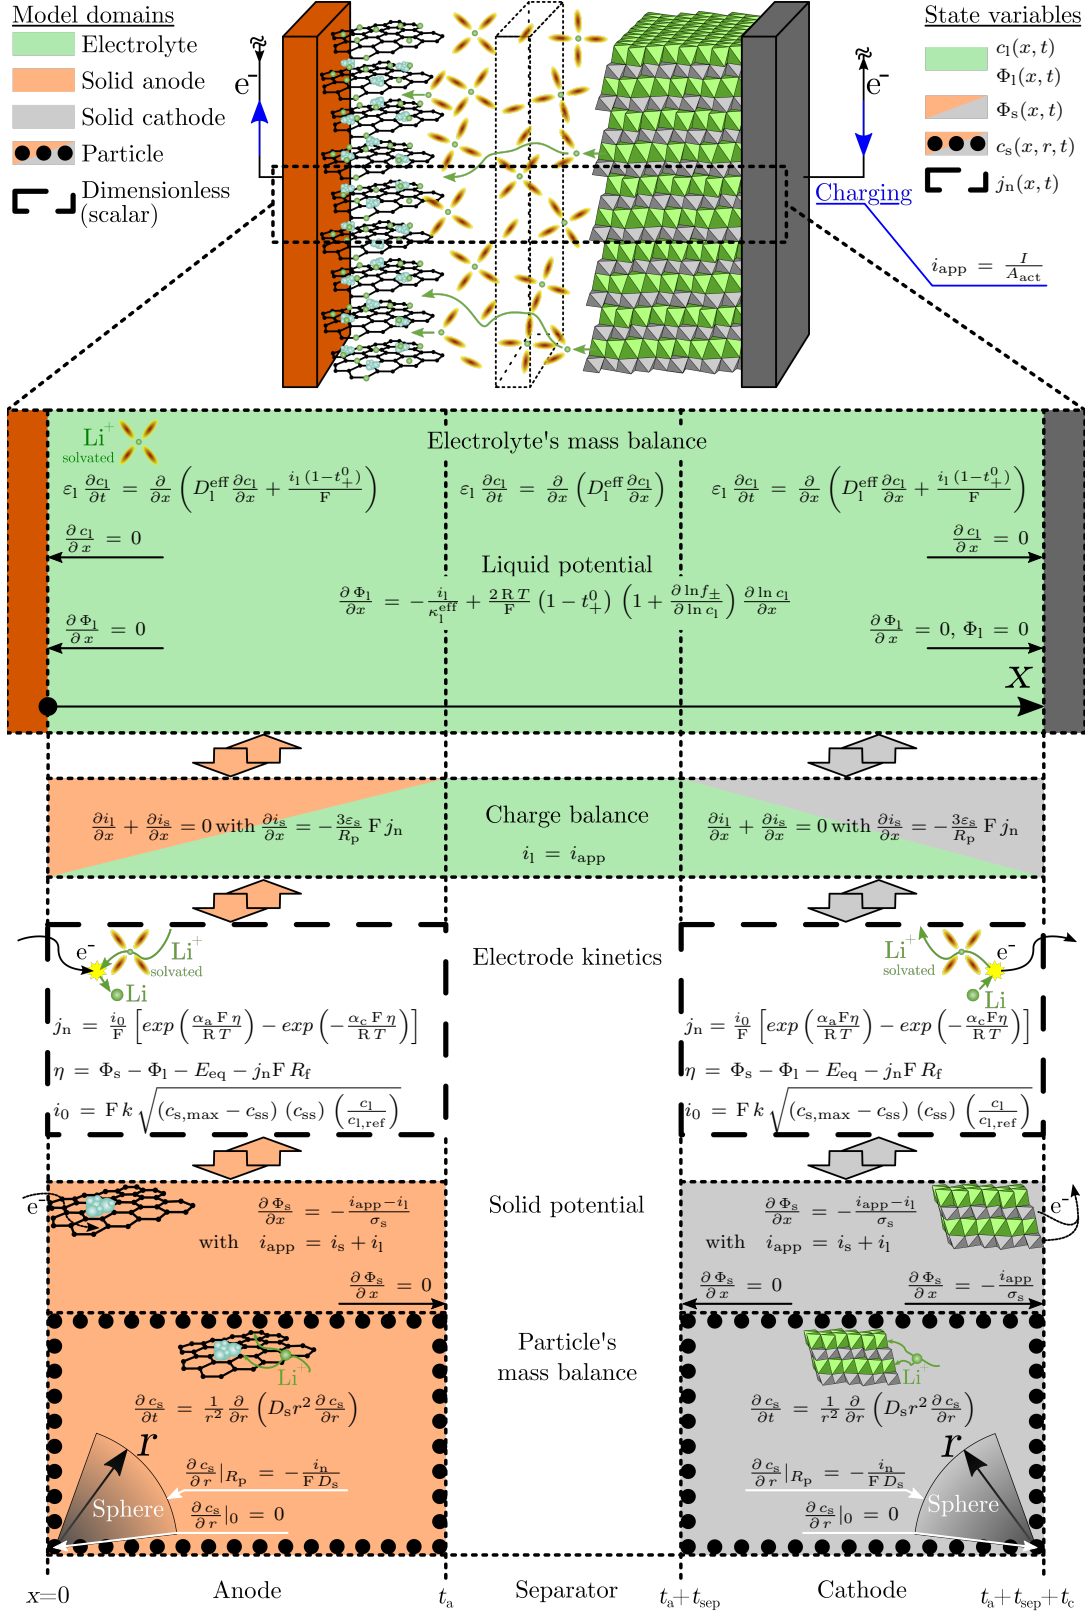 Model domains
Electrolyte
Solid anode
Solid cathode
Particle
Dimensionless
(scalar)
e⁻
e⁻
State variables
c_l(x, t)
Φ_l(x, t)
Φ_s(x, t)
c_s(x, r, t)
j_n(x, t)
Charging
i_app = I/A_act
Li⁺
solvated
Electrolyte's mass balance
ε_l ∂c_l/∂t = ∂/∂x (D_l^eff ∂c_l/∂x + i_l (1−t_+^0)/F)
ε_l ∂c_l/∂t = ∂/∂x (D_l^eff ∂c_l/∂x)
ε_l ∂c_l/∂t = ∂/∂x (D_l^eff ∂c_l/∂x + i_l (1−t_+^0)/F)
∂c_l/∂x = 0
∂c_l/∂x = 0
Liquid potential
∂Φ_l/∂x = −i_l/κ_l^eff + 2RT/F (1 − t_+^0) (1 + ∂ln f_±/∂ln c_l) ∂ln c_l/∂x
∂Φ_l/∂x = 0
∂Φ_l/∂x = 0, Φ_l = 0
X
∂i_l/∂x + ∂i_s/∂x = 0 with ∂i_s/∂x = −3ε_s/R_p F j_n
Charge balance
i_l = i_app
∂i_l/∂x + ∂i_s/∂x = 0 with ∂i_s/∂x = −3ε_s/R_p F j_n
e⁻
Li⁺
solvated
Li
Electrode kinetics
Li⁺
solvated
e⁻
Li
j_n = i_0/F [exp(α_a F η/R T) − exp(−α_c F η/R T)]
η = Φ_s − Φ_l − E_eq − j_n F R_f
i_0 = F k √((c_s,max − c_ss) (c_ss) (c_l/c_l,ref))
j_n = i_0/F [exp(α_a F η/R T) − exp(−α_c F η/R T)]
η = Φ_s − Φ_l − E_eq − j_n F R_f
i_0 = F k √((c_s,max − c_ss) (c_ss) (c_l/c_l,ref))
e⁻
∂Φ_s/∂x = −(i_app−i_l)/σ_s
with i_app = i_s + i_l
∂Φ_s/∂x = 0
Solid potential
∂Φ_s/∂x = −(i_app−i_l)/σ_s
with i_app = i_s + i_l
e⁻
∂Φ_s/∂x = 0
∂Φ_s/∂x = −i_app/σ_s
Li⁺
∂c_s/∂t = 1/r² ∂/∂r (D_s r² ∂c_s/∂r)
r
Sphere
∂c_s/∂r|_R_p = −i_n/F D_s
∂c_s/∂r|_0 = 0
Particle's
mass balance
Li⁺
∂c_s/∂t = 1/r² ∂/∂r (D_s r² ∂c_s/∂r)
r
Sphere
∂c_s/∂r|_R_p = −i_n/F D_s
∂c_s/∂r|_0 = 0
x=0
Anode
t_a
Separator
t_a+t_sep
Cathode
t_a+t_sep+t_c